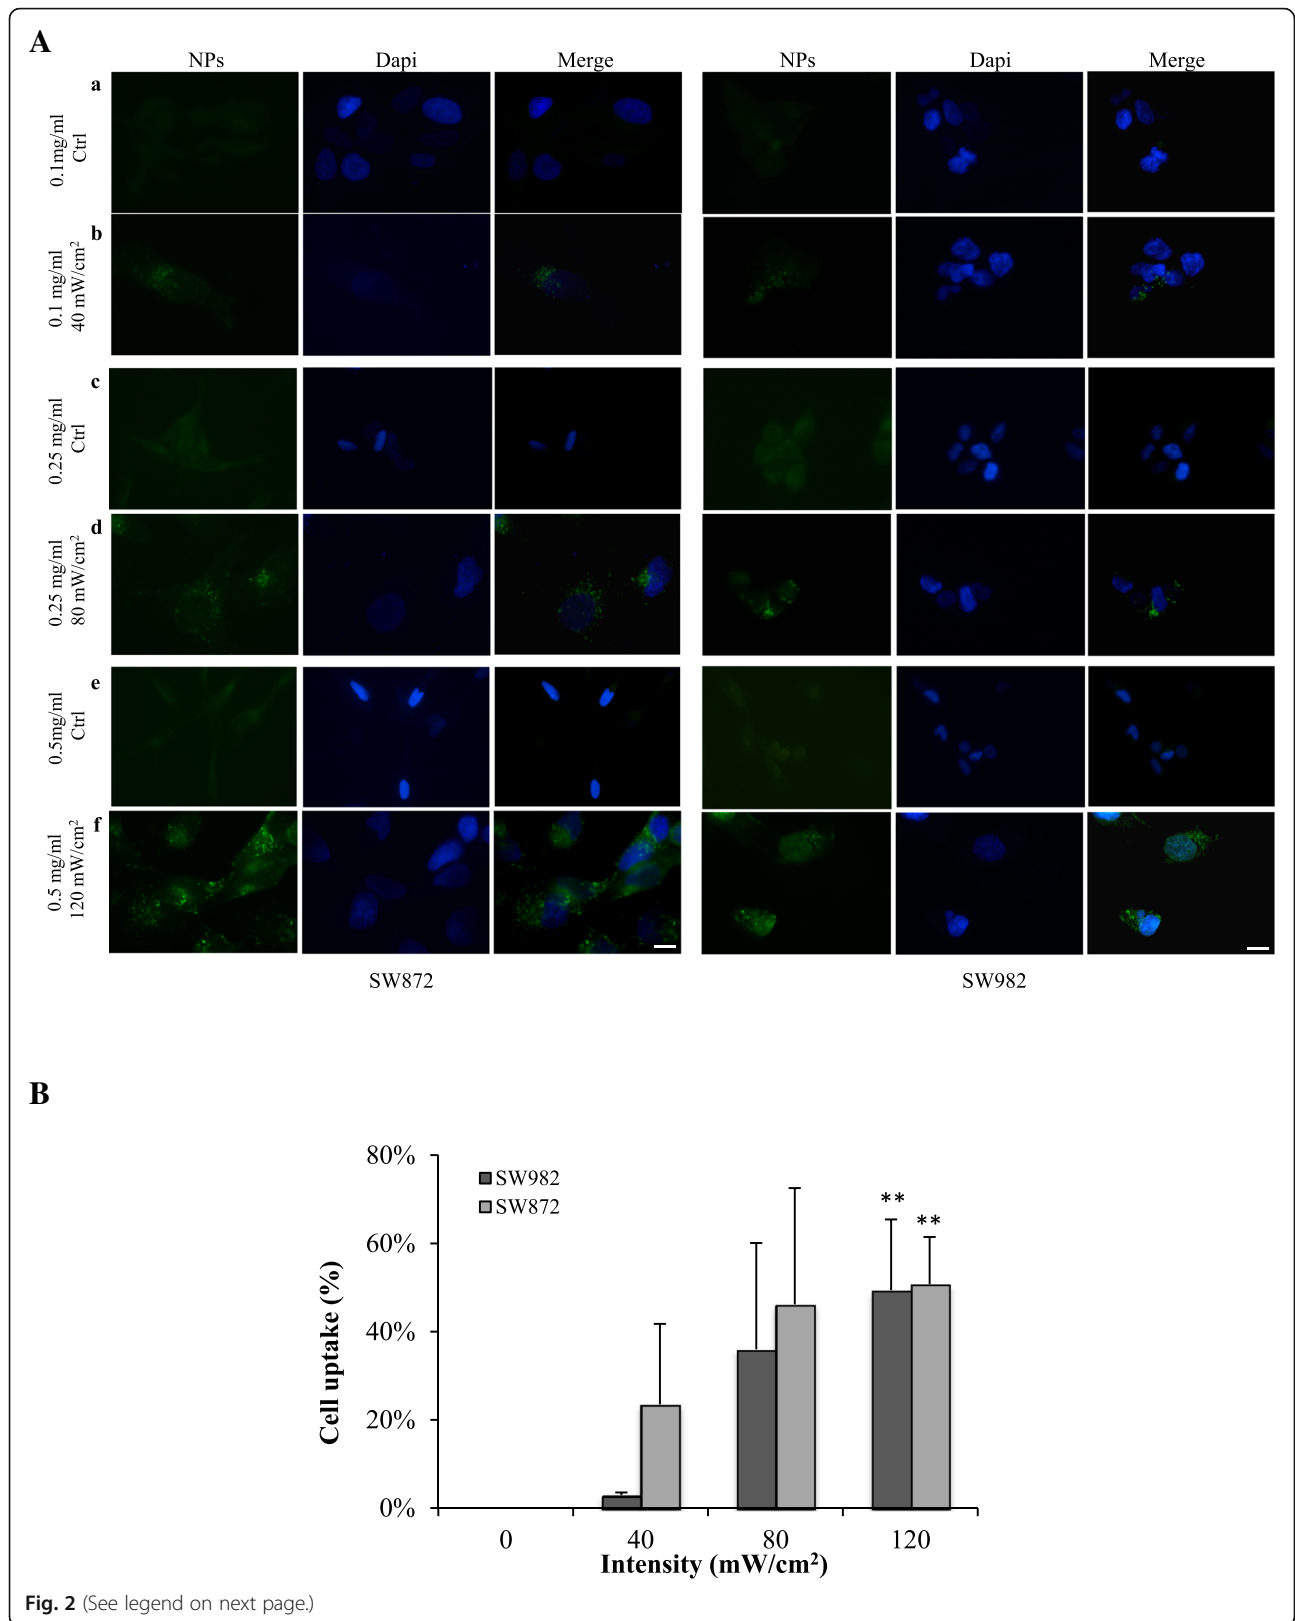 A
NPs Dapi Merge NPs Dapi Merge
a
0.1mg/ml
Ctrl
b
0.1 mg/ml
40 mW/cm²
c
0.25 mg/ml
Ctrl
d
0.25 mg/ml
80 mW/cm²
e
0.5mg/ml
Ctrl
f
0.5 mg/ml
120 mW/cm²
SW872 SW982
B
80%
60%
40%
20%
0%
Cell uptake (%)
SW982
SW872
**
**
0 40 80 120
Intensity (mW/cm²)
Fig. 2 (See legend on next page.)